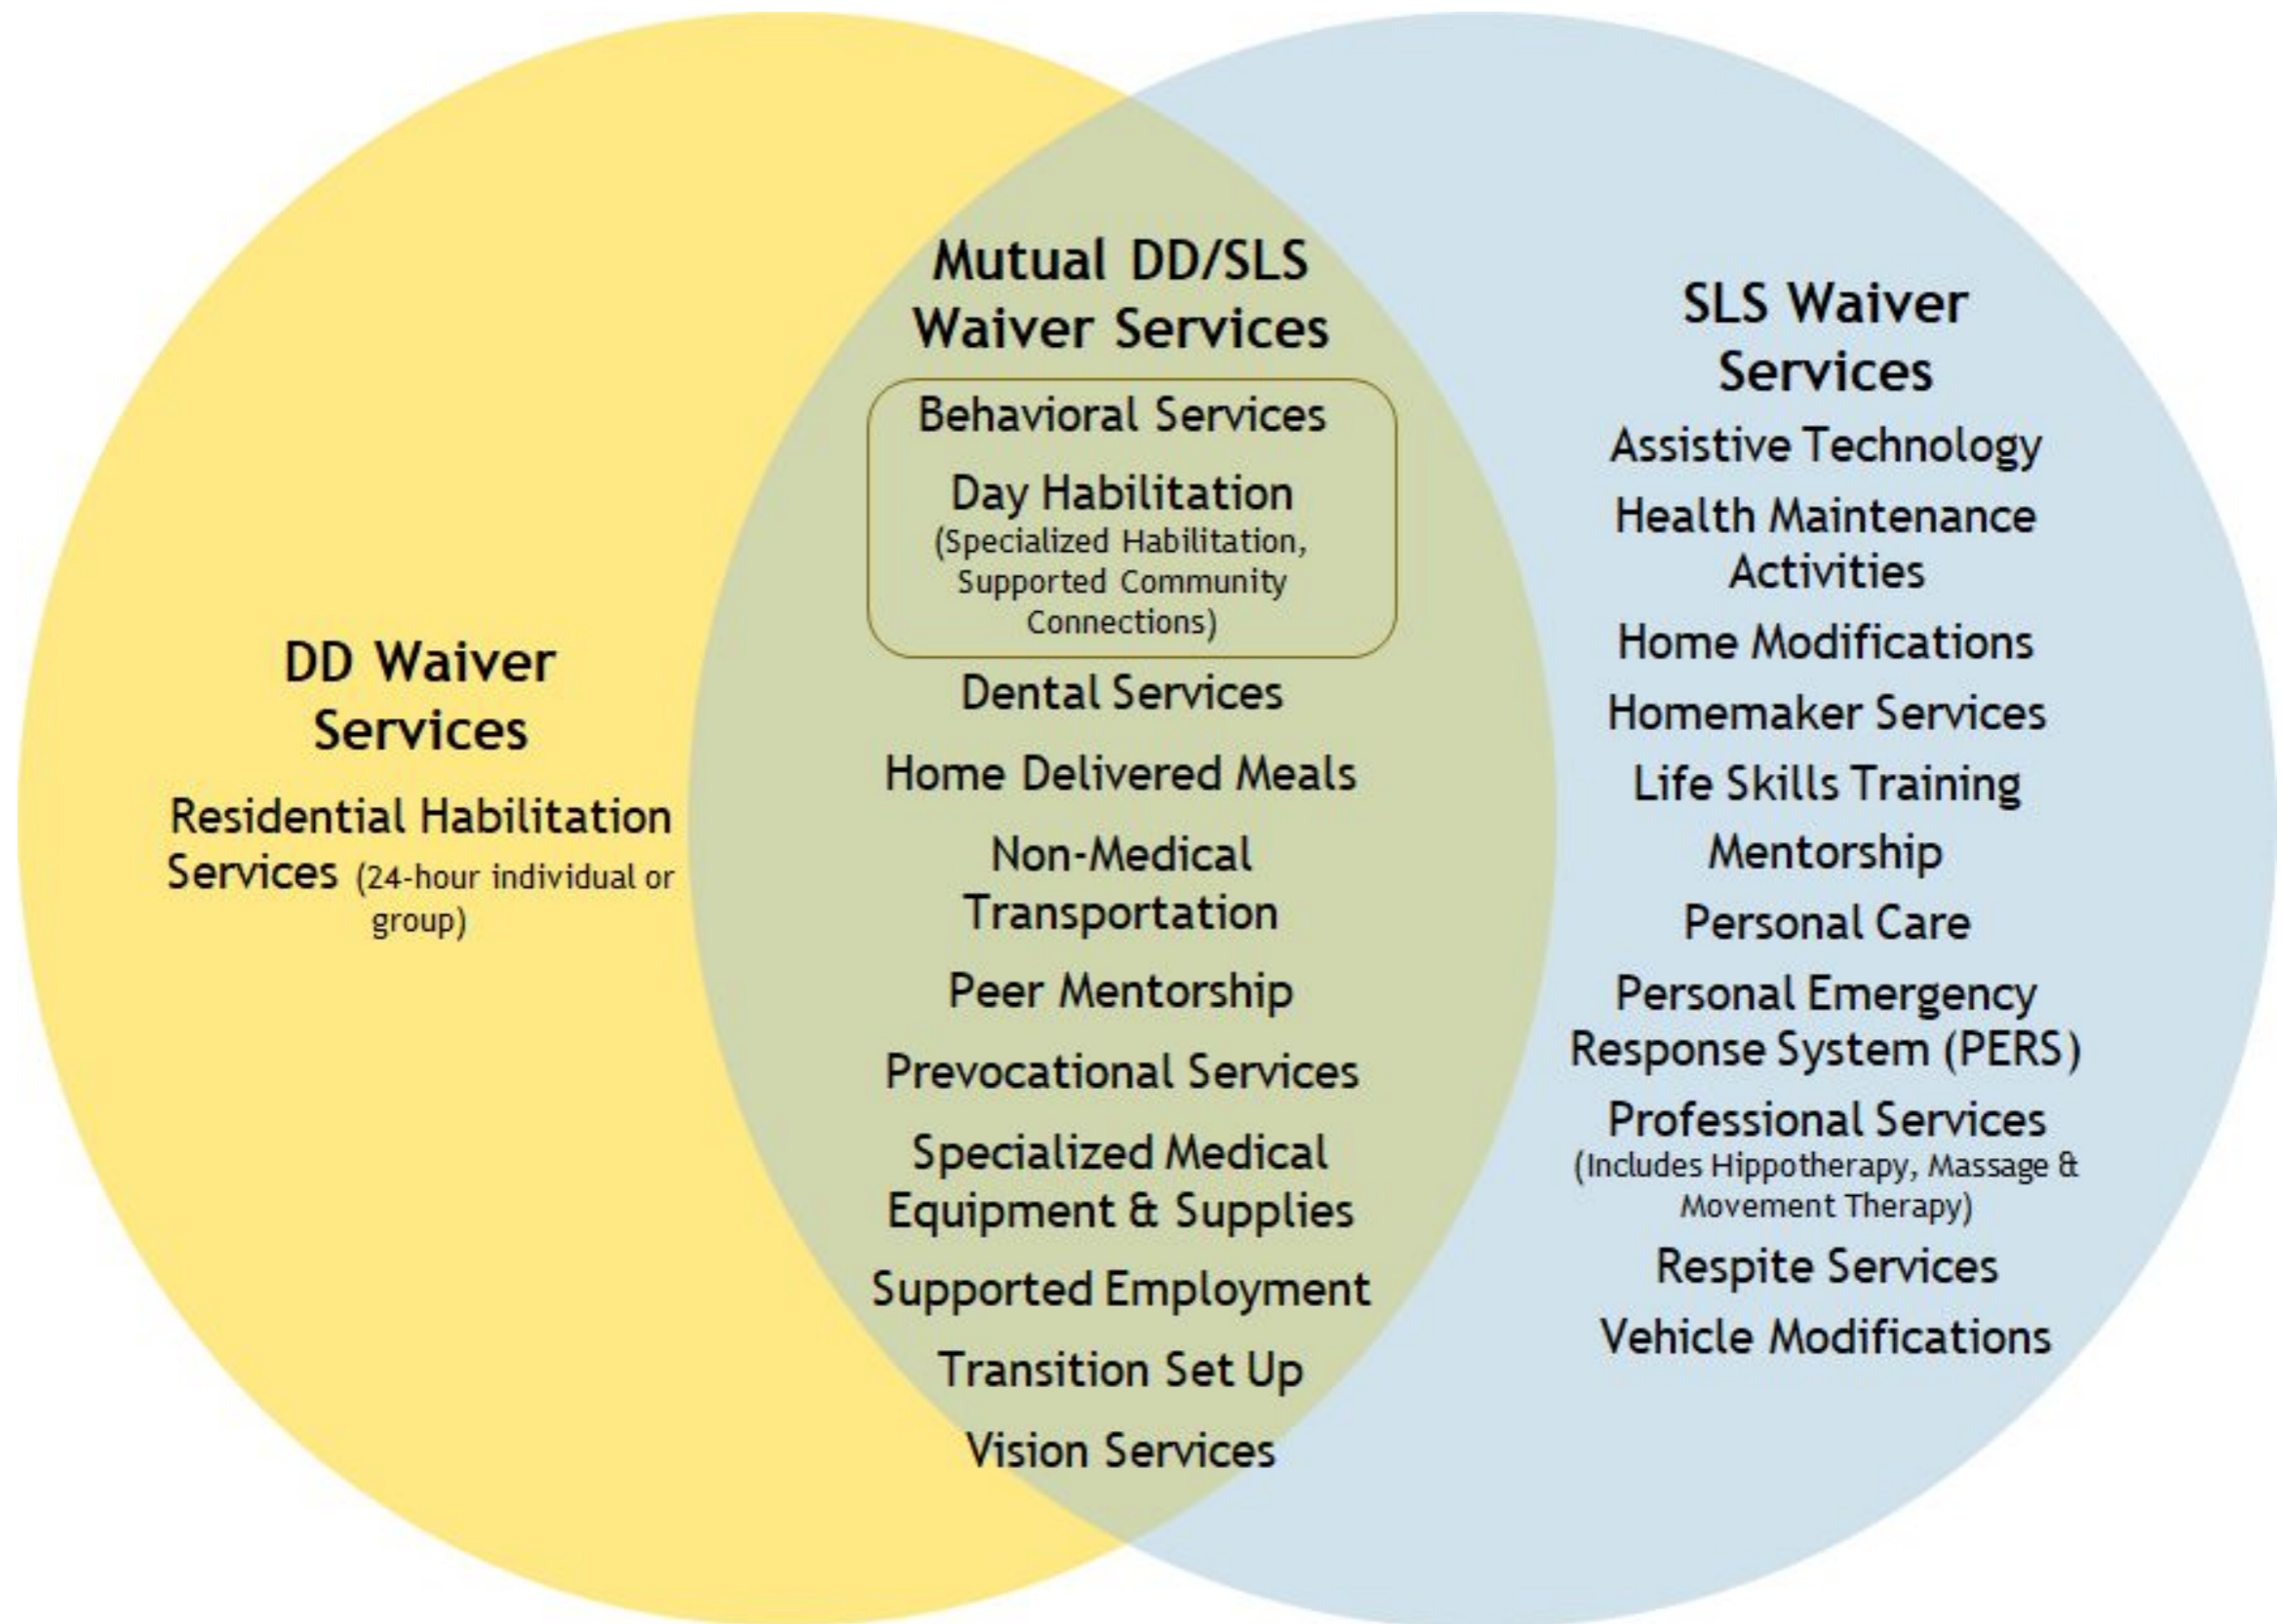 DD Waiver
Services
Residential Habilitation
Services (24-hour individual or
group)
Mutual DD/SLS
Waiver Services
Behavioral Services
Day Habilitation
(Specialized Habilitation,
Supported Community
Connections)
Dental Services
Home Delivered Meals
Non-Medical
Transportation
Peer Mentorship
Prevocational Services
Specialized Medical
Equipment & Supplies
Supported Employment
Transition Set Up
Vision Services
SLS Waiver
Services
Assistive Technology
Health Maintenance
Activities
Home Modifications
Homemaker Services
Life Skills Training
Mentorship
Personal Care
Personal Emergency
Response System (PERS)
Professional Services
(Includes Hippotherapy, Massage &
Movement Therapy)
Respite Services
Vehicle Modifications